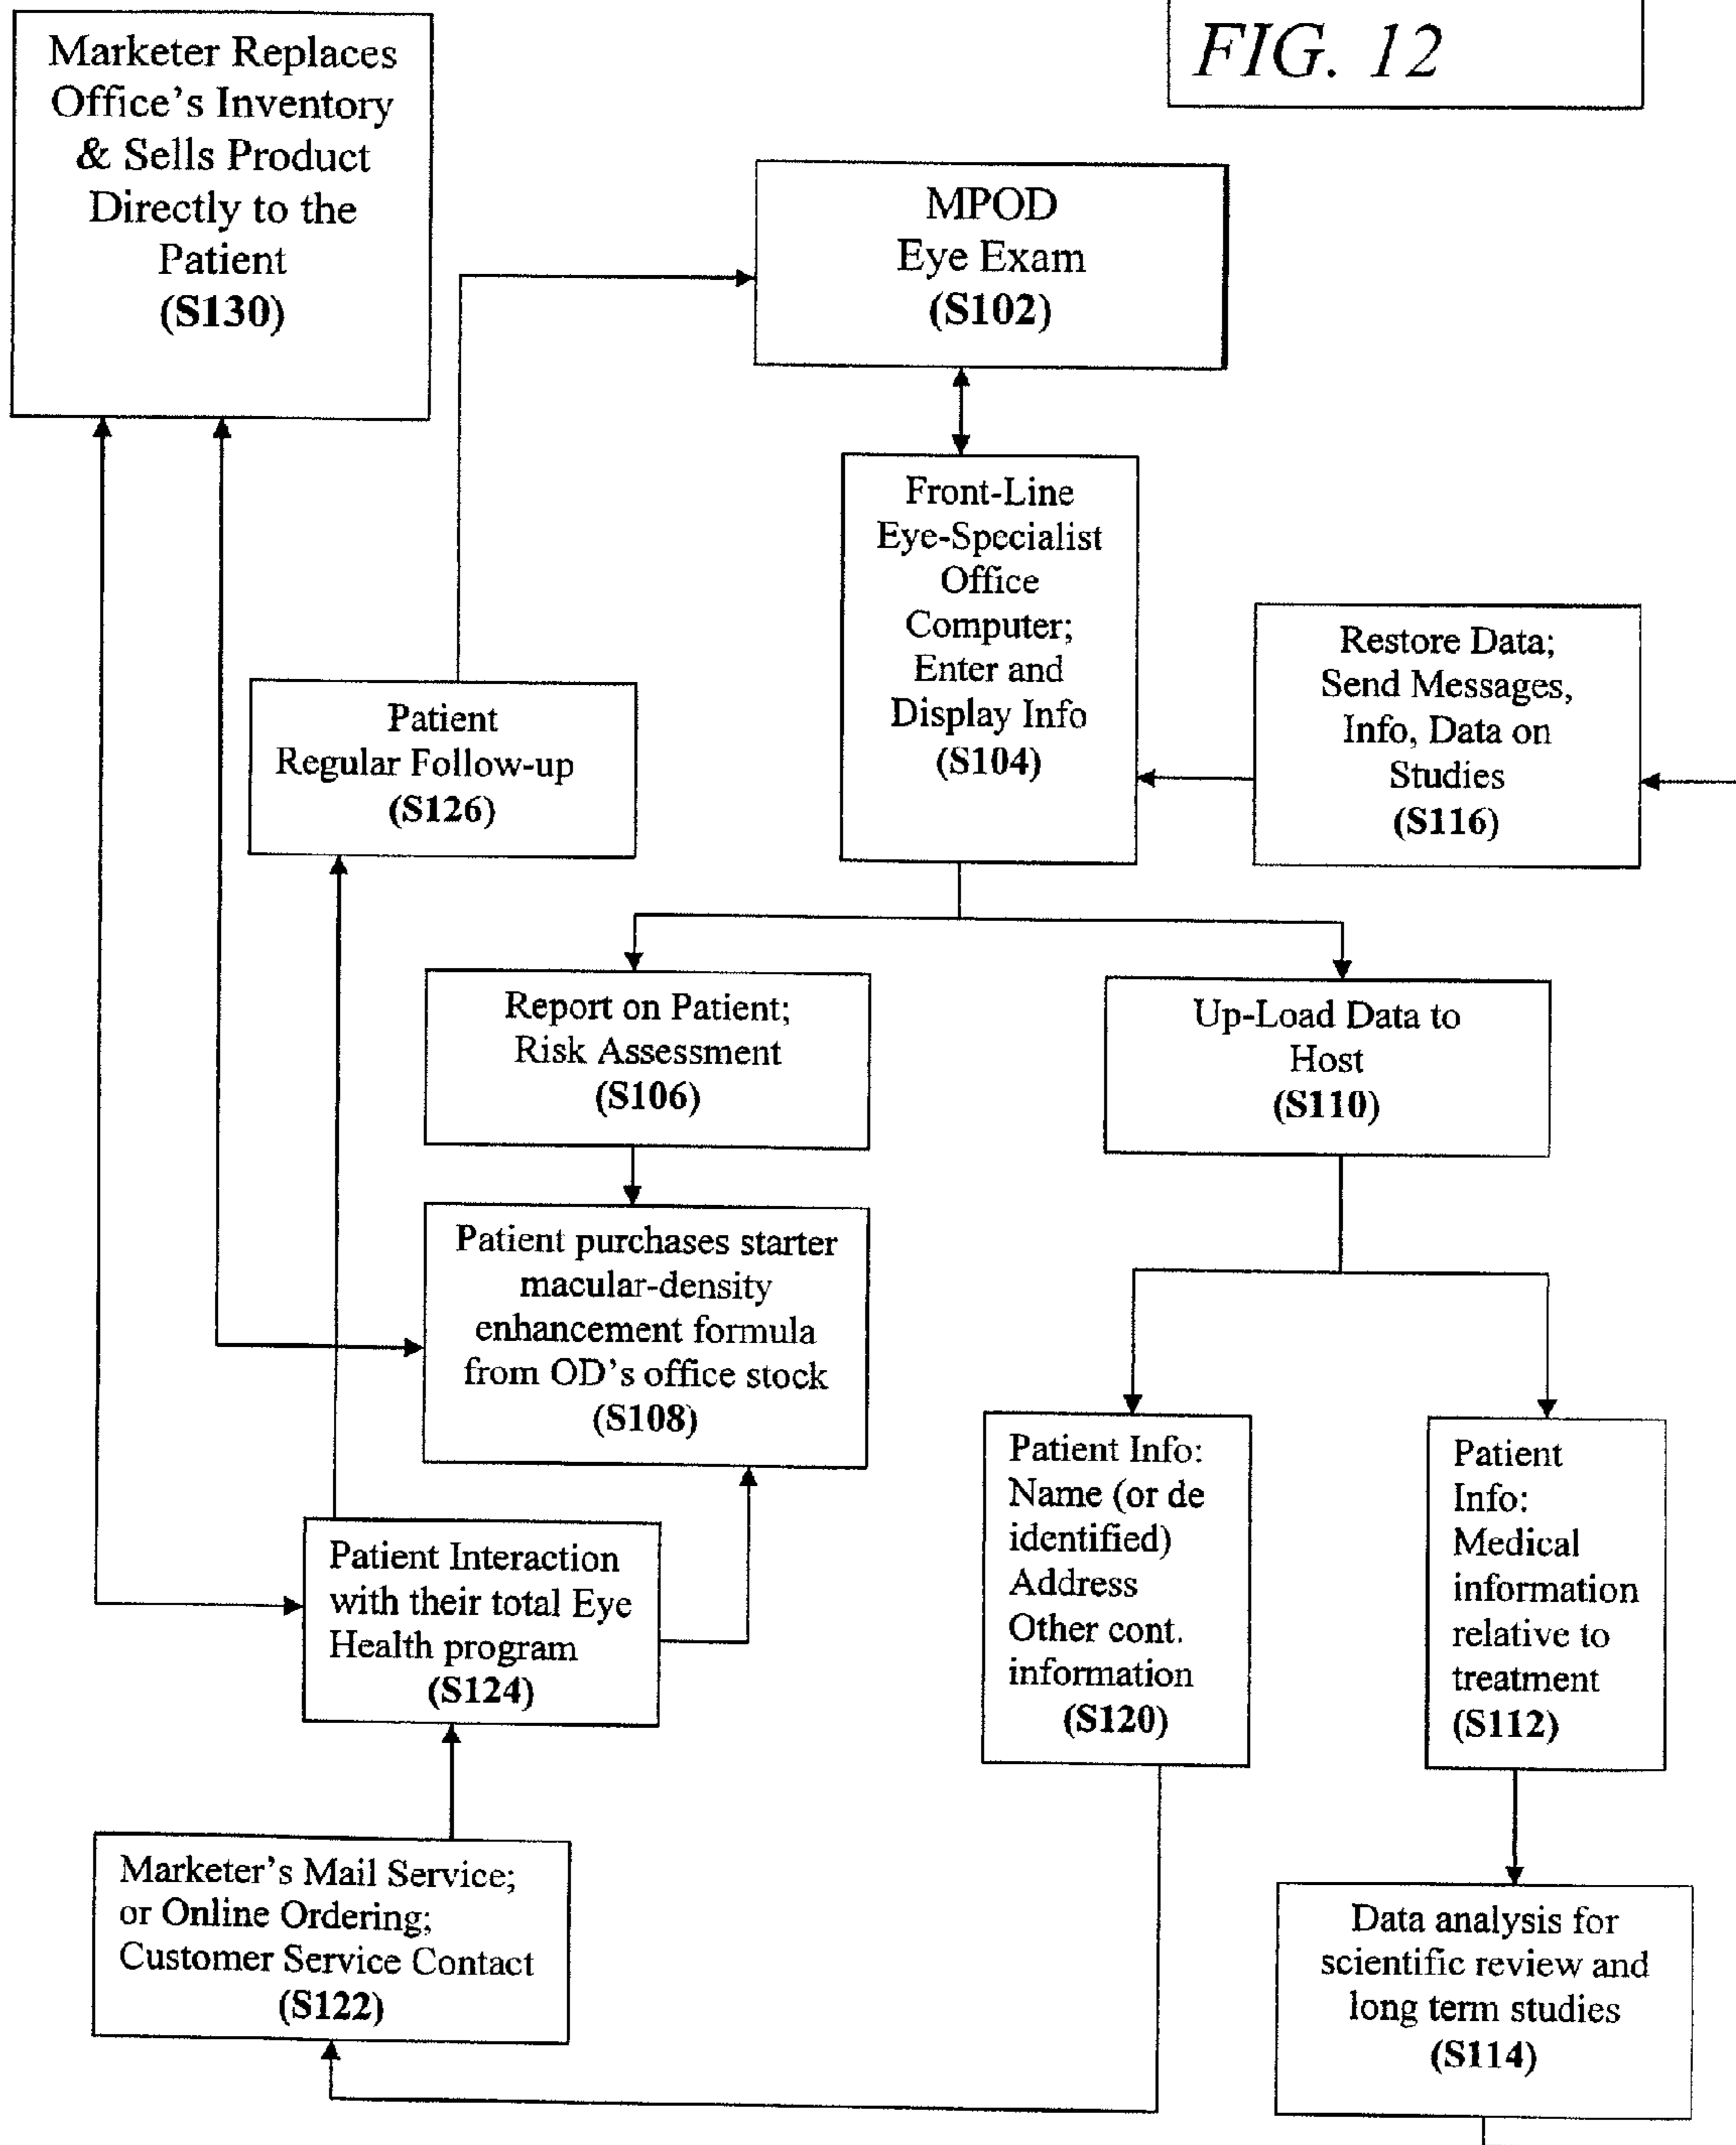 FIG. 12
Marketer Replaces
Office's Inventory
& Sells Product
Directly to the
Patient
(S130)
MPOD
Eye Exam
(S102)
Front-Line
Eye-Specialist
Office
Computer;
Enter and
Display Info
(S104)
Restore Data;
Send Messages,
Info, Data on
Studies
(S116)
Patient
Regular Follow-up
(S126)
Report on Patient;
Risk Assessment
(S106)
Up-Load Data to
Host
(S110)
Patient purchases starter
macular-density
enhancement formula
from OD's office stock
(S108)
Patient Info:
Name (or de
identified)
Address
Other cont.
information
(S120)
Patient
Info:
Medical
information
relative to
treatment
(S112)
Patient Interaction
with their total Eye
Health program
(S124)
Marketer's Mail Service;
or Online Ordering;
Customer Service Contact
(S122)
Data analysis for
scientific review and
long term studies
(S114)